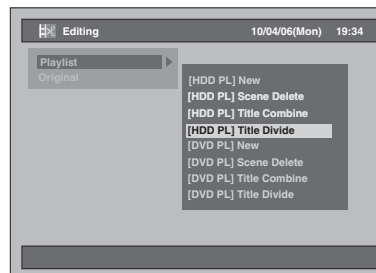 Editing 10/04/06(Mon) 19:34
Playlist
Original
[HDD PL] New
[HDD PL] Scene Delete
[HDD PL] Title Combine
[HDD PL] Title Divide
[DVD PL] New
[DVD PL] Scene Delete
[DVD PL] Title Combine
[DVD PL] Title Divide